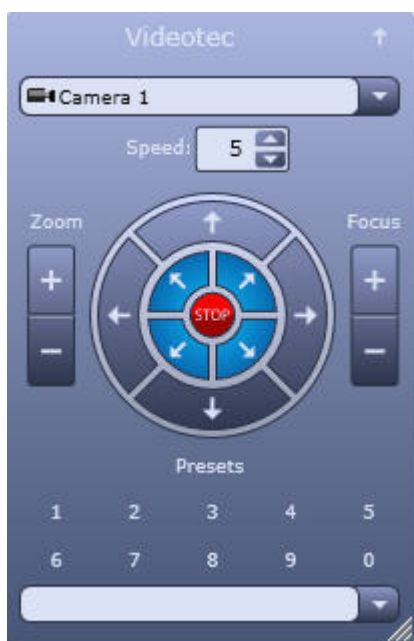 Videotec
Camera 1
Speed: 5
Zoom
Focus
+
+
STOP
−
−
Presets
1 2 3 4 5
6 7 8 9 0